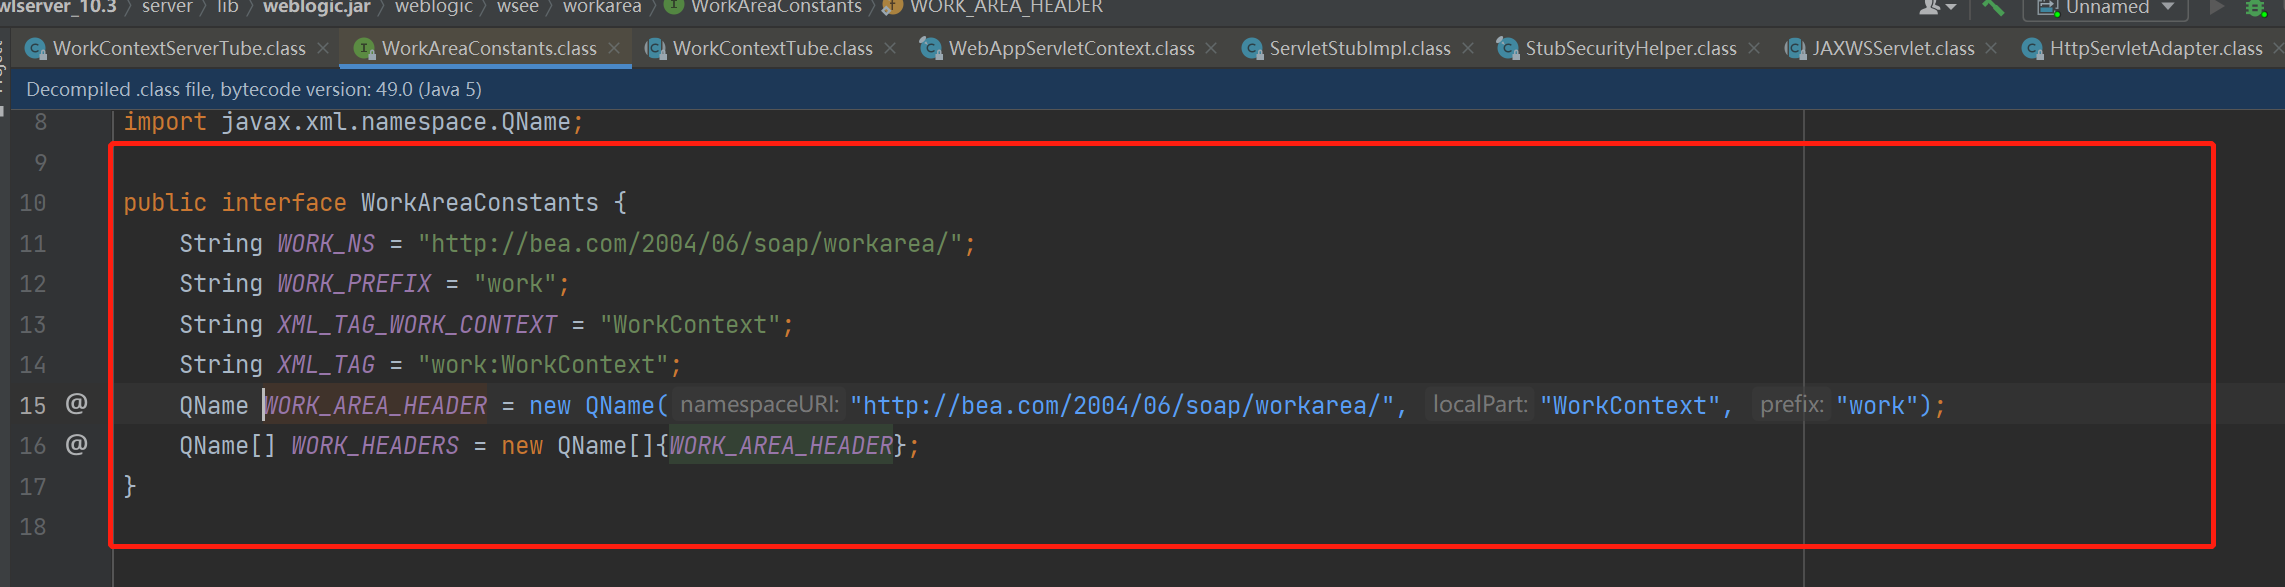 wlserver_10.3 server lib weblogic.jar weblogic wsee workarea WorkAreaConstants WORK_AREA_HEADER Unnamed
WorkContextServerTube.class WorkAreaConstants.class WorkContextTube.class WebAppServletContext.class ServletStubImpl.class StubSecurityHelper.class JAXWSServlet.class HttpServletAdapter.class
Decompiled .class file, bytecode version: 49.0 (Java 5)
8 import javax.xml.namespace.QName;
9
10 public interface WorkAreaConstants {
11 String WORK_NS = "http://bea.com/2004/06/soap/workarea/";
12 String WORK_PREFIX = "work";
13 String XML_TAG_WORK_CONTEXT = "WorkContext";
14 String XML_TAG = "work:WorkContext";
15 @ QName WORK_AREA_HEADER = new QName( namespaceURI: "http://bea.com/2004/06/soap/workarea/", localPart: "WorkContext", prefix: "work");
16 @ QName[] WORK_HEADERS = new QName[]{WORK_AREA_HEADER};
17 }
18